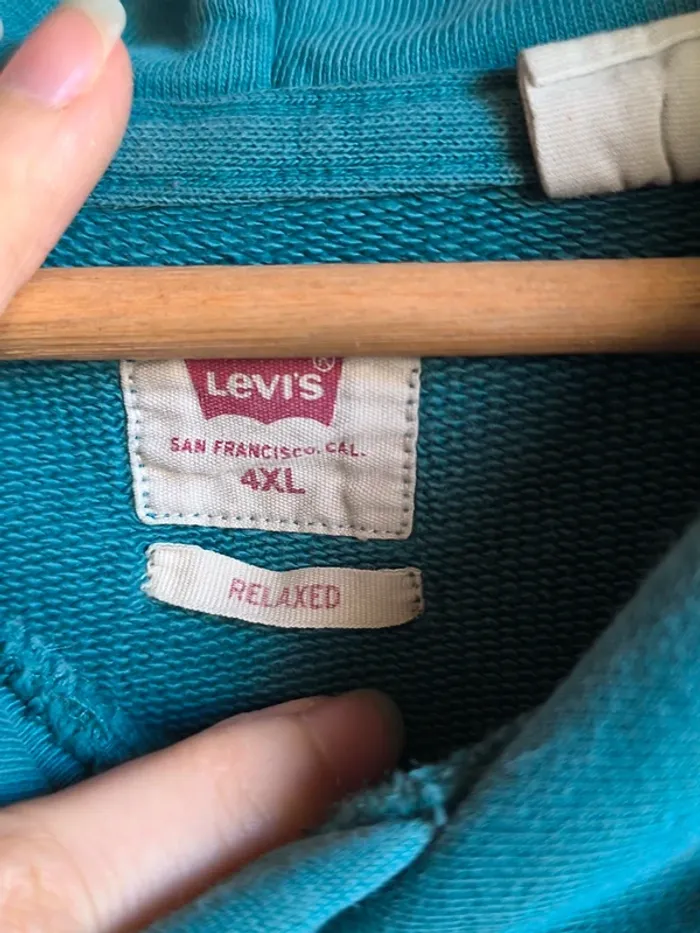 LEVI'S ®
SAN FRANCISCO, CAL.
4XL
RELAXED